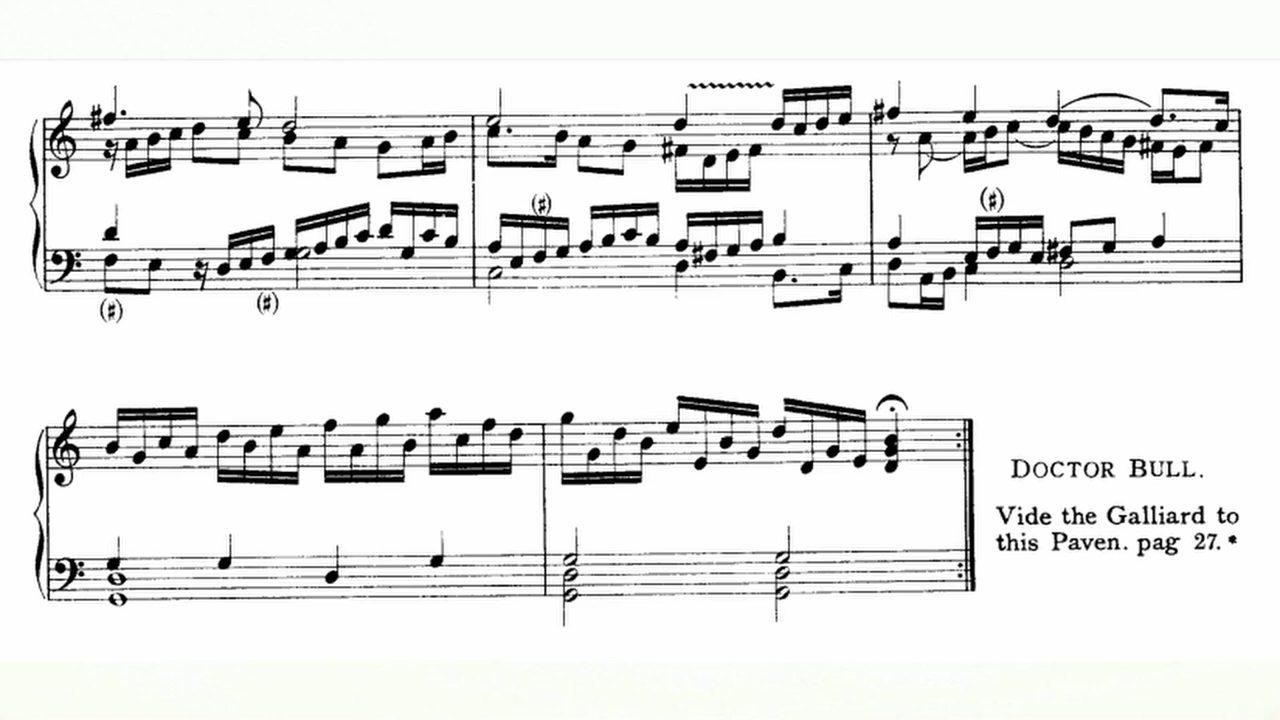 (♯)
(♯)
(♯)
(♯)
DOCTOR BULL.
Vide the Galliard to
this Paven. pag 27.*